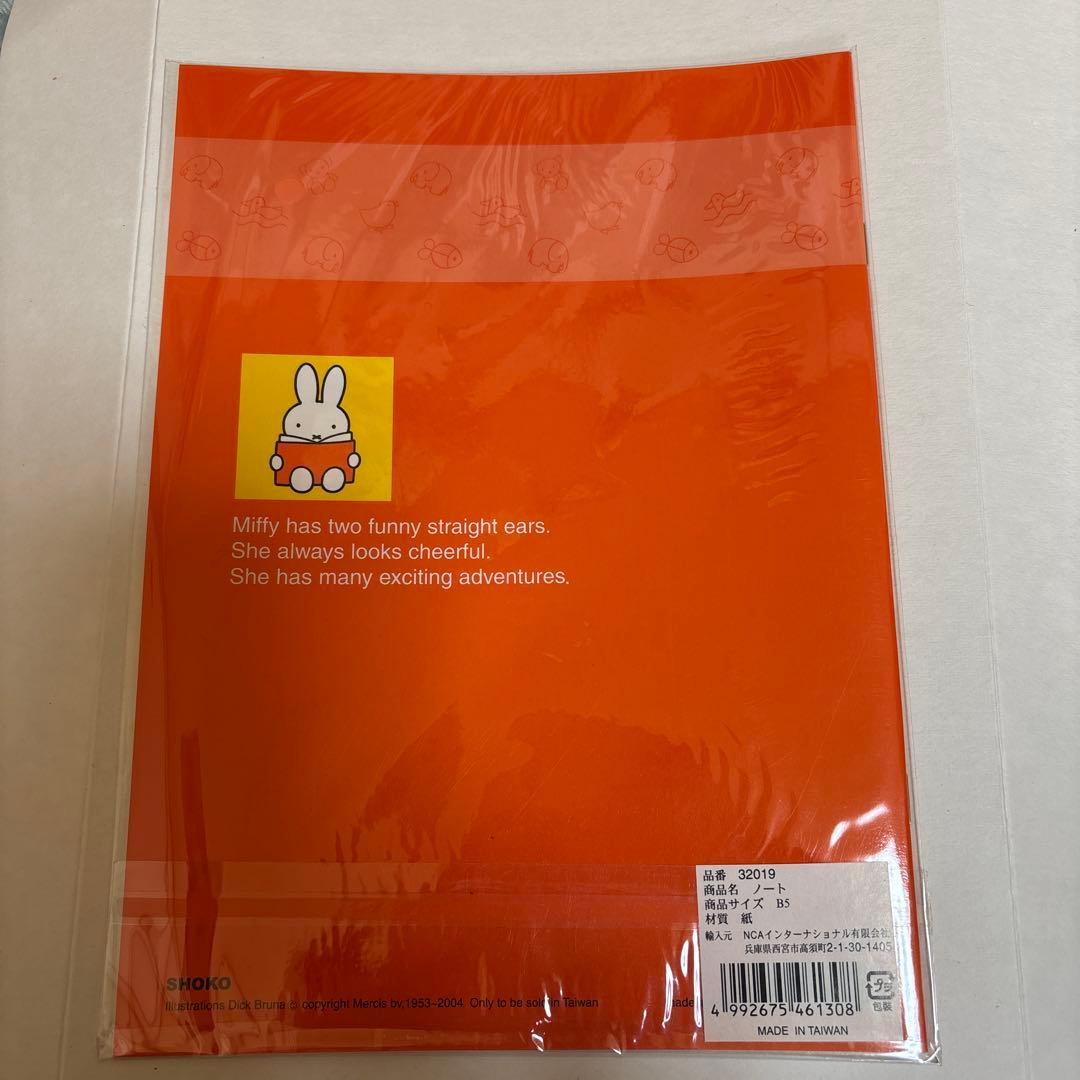 Miffy has two funny straight ears.
She always looks cheerful.
She has many exciting adventures.
品番 32019
商品名 ノート
商品サイズ B5
材質 紙
輸入元 NCAインターナショナル有限会社
兵庫県西宮市高須町2-1-30-1405
4 992675 461308
プラ
包装
MADE IN TAIWAN
SHOKO
Illustrations Dick Bruna © copyright Mercis bv,1953~2004 Only to be sold in Taiwan